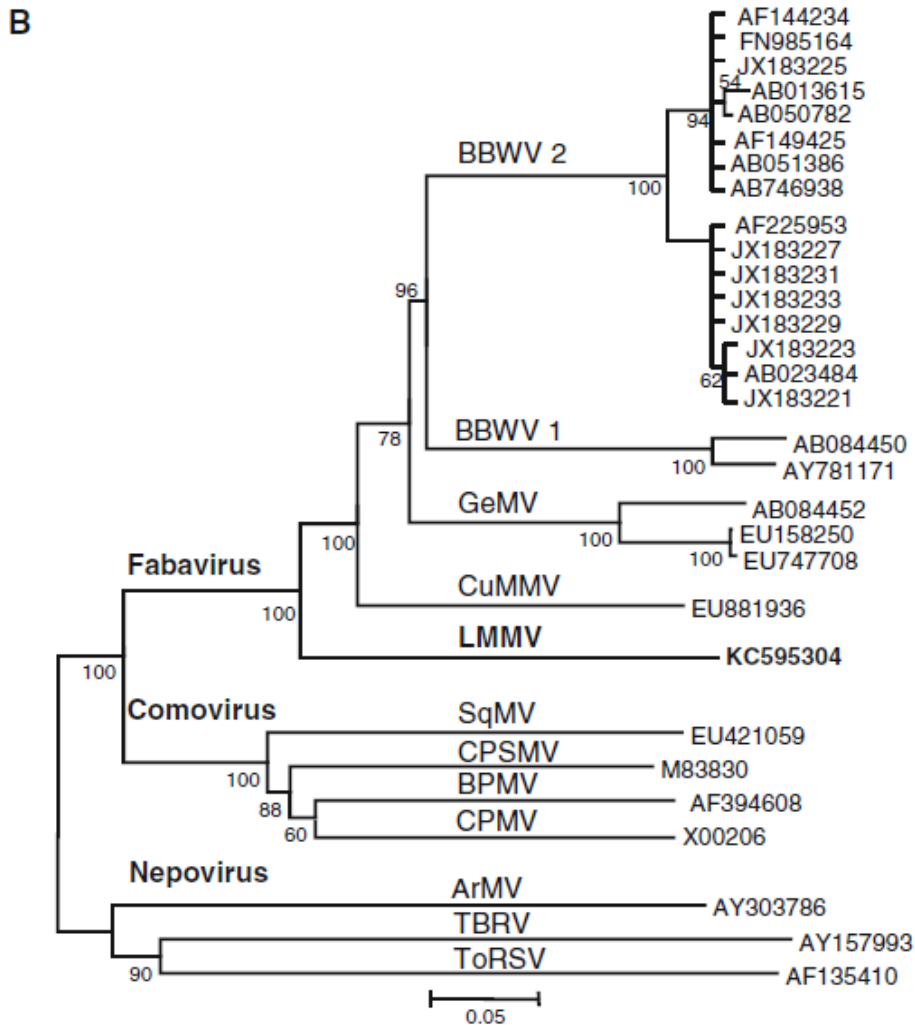 B
AF144234
FN985164
JX183225
54
AB013615
AB050782
94
AF149425
AB051386
AB746938
BBWV 2
100
AF225953
JX183227
JX183231
JX183233
JX183229
JX183223
AB023484
62
JX183221
96
BBWV 1
78
AB084450
100
AY781171
GeMV
AB084452
100
EU158250
100
EU747708
100
Fabavirus
CuMMV
EU881936
100
LMMV
KC595304
100
Comovirus
SqMV
EU421059
100
CPSMV
M83830
88
BPMV
AF394608
60
CPMV
X00206
Nepovirus
ArMV
AY303786
TBRV
AY157993
90
ToRSV
AF135410
0.05